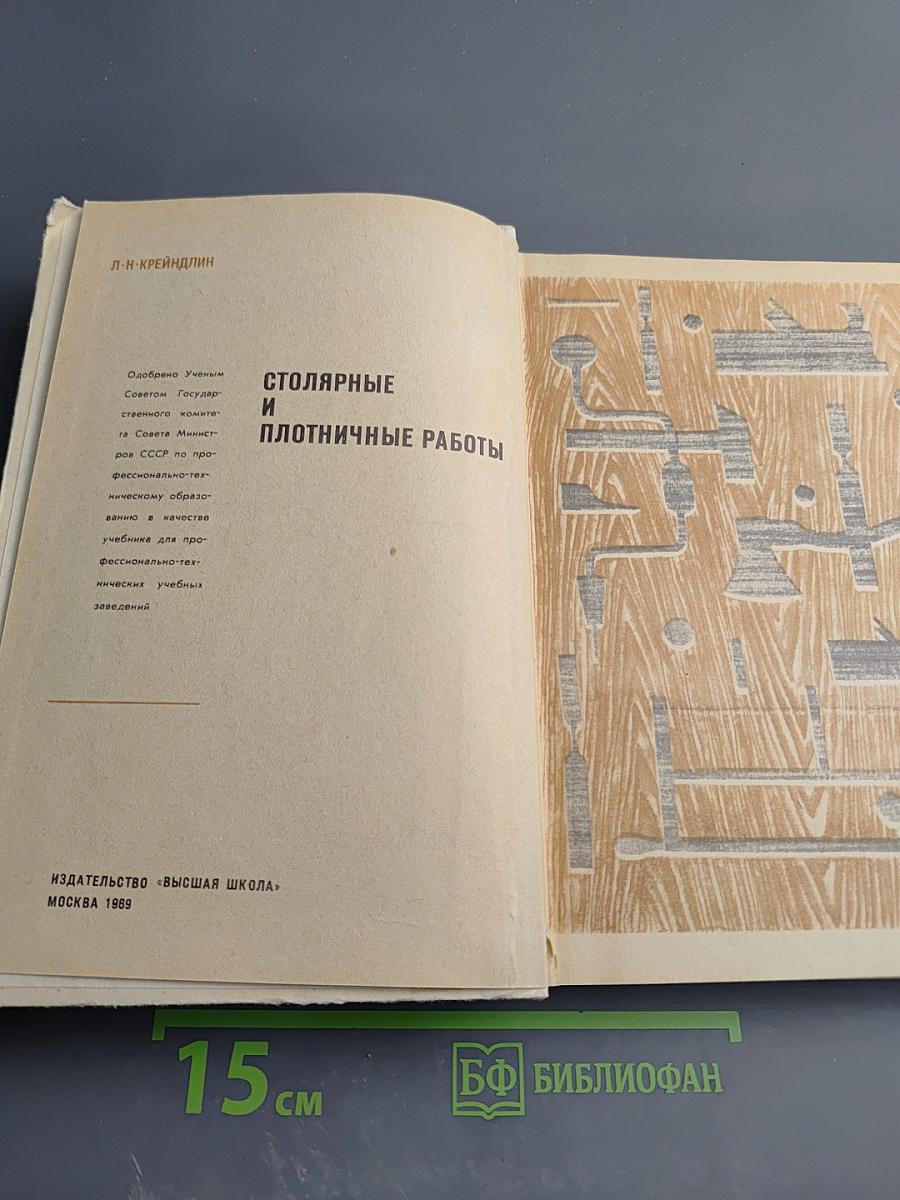 Л·Н·КРЕЙНДЛИН
Одобрено Ученым
Советом Государ-
ственного комите-
та Совета Минист-
ров СССР по про-
фессионально-тех-
ническому образо-
ванию в качестве
учебника для про-
фессионально-тех-
нических учебных
заведений
СТОЛЯРНЫЕ
И
ПЛОТНИЧНЫЕ РАБОТЫ
ИЗДАТЕЛЬСТВО «ВЫСШАЯ ШКОЛА»
МОСКВА 1969
15 см
БФ БИБЛИОФАН